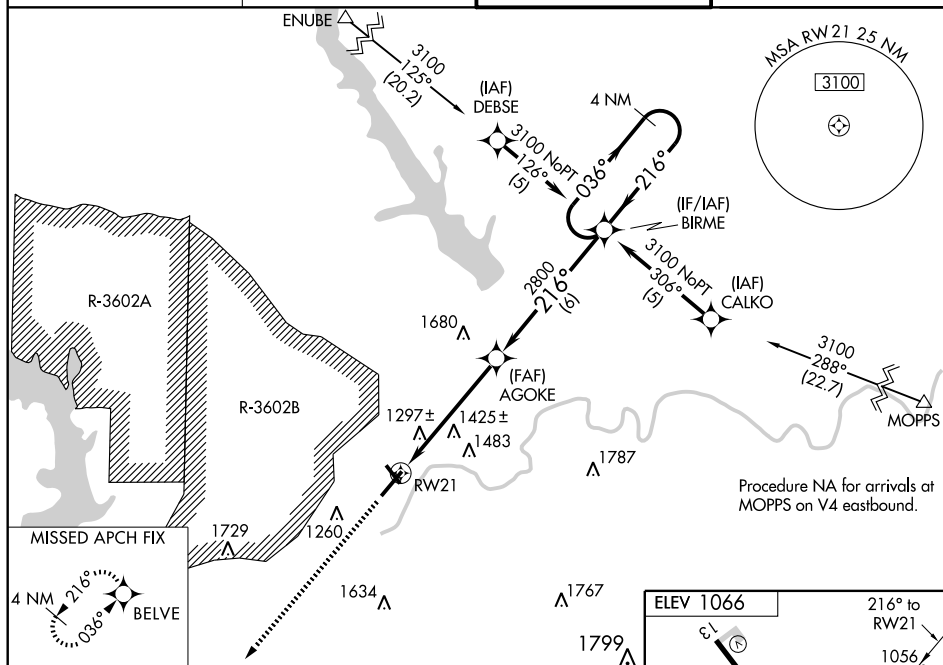 ENUBE
3100
125°
(20.2)
(IAF)
DEBSE
3100 NoPT
126°
(5)
4 NM
036°
216°
(IF/IAF)
BIRME
3100 NoPT
306°
(5)
(IAF)
CALKO
3100
288°
(22.7)
MOPPS
MSA RW21 25 NM
3100
2800
216°
(6)
(FAF)
AGOKE
1680
R-3602A
R-3602B
1297±
1425±
1483
1787
RW21
1260
1729
1634
1767
1799
Procedure NA for arrivals at
MOPPS on V4 eastbound.
MISSED APCH FIX
4 NM
216°
036°
BELVE
ELEV 1066
216° to
RW21
1056
13
V